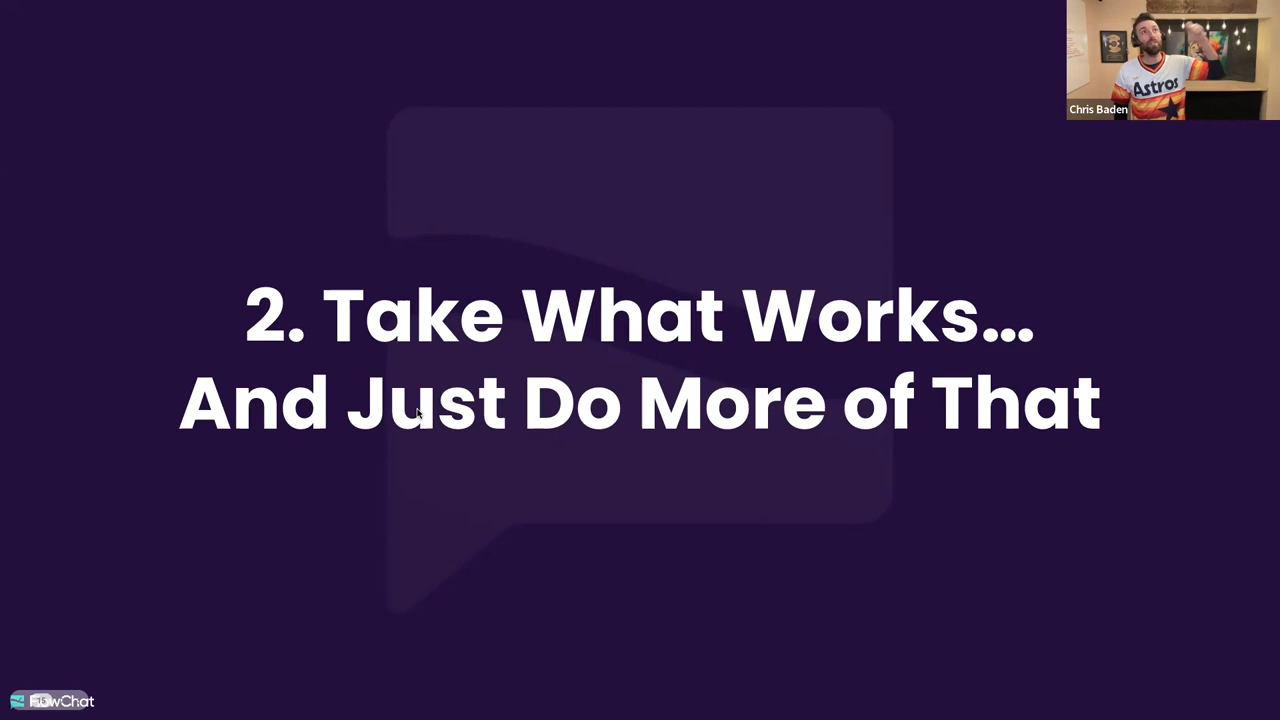 Astros
Chris Baden
2. Take What Works...
And Just Do More of That
FlowChat